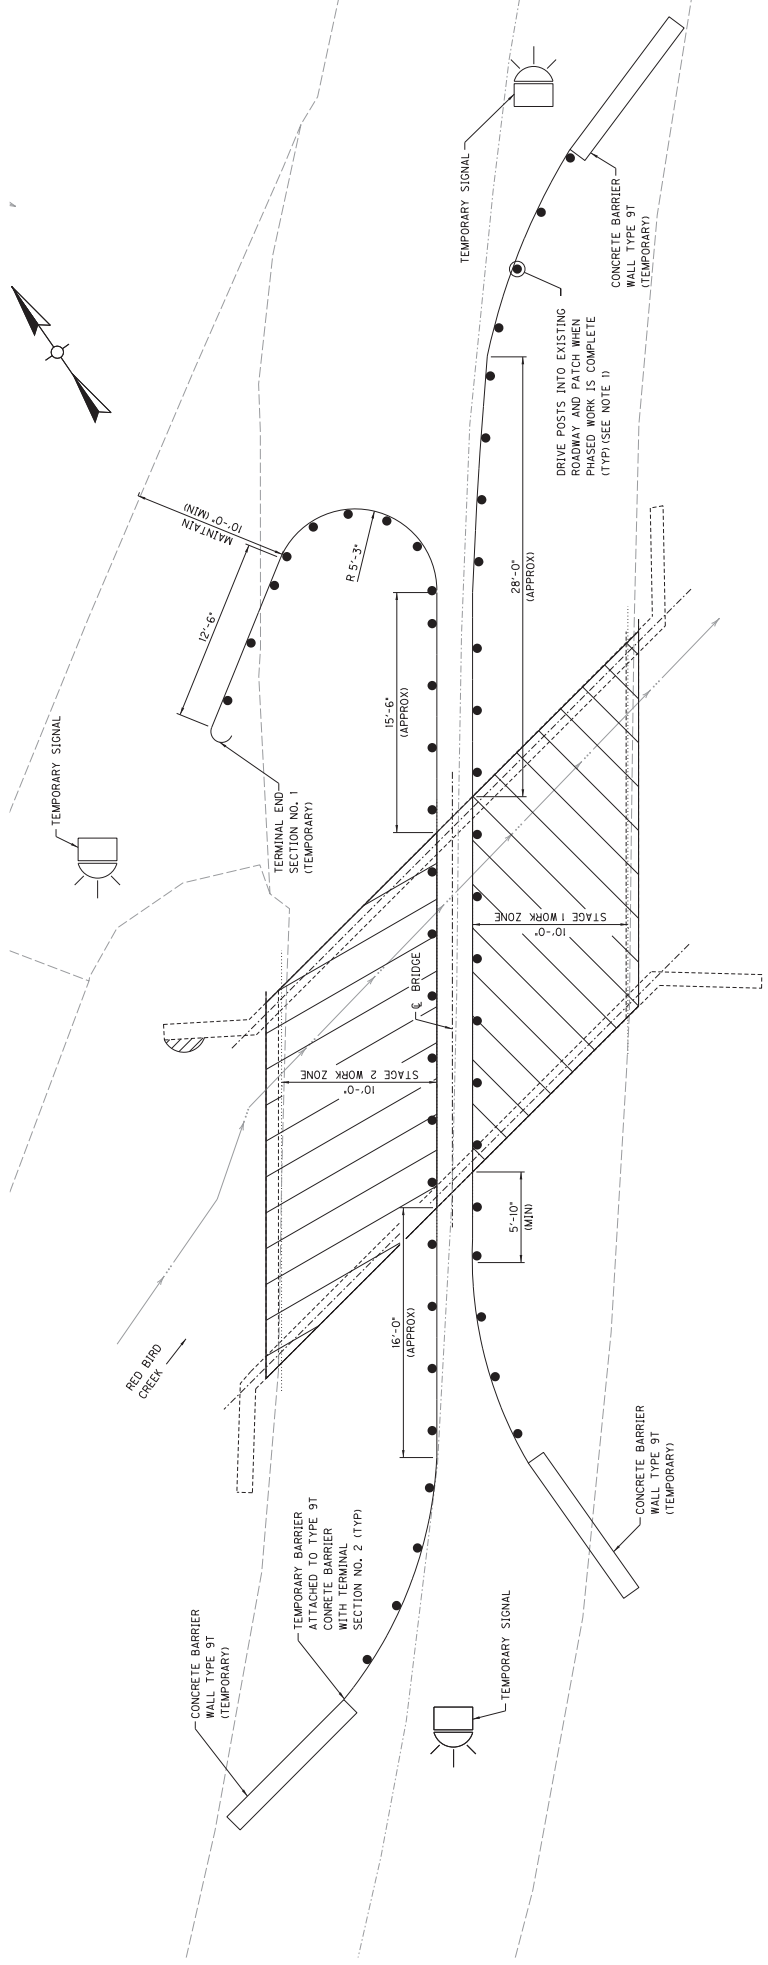 TEMPORARY SIGNAL
CONCRETE BARRIER
WALL TYPE 9T
(TEMPORARY)
DRIVE POSTS INTO EXISTING
ROADWAY AND PATCH WHEN
PHASED WORK IS COMPLETE
(TYP)(SEE NOTE 1)
MAINTAIN
10'-0" (MIN)
12'-6"
R 5'-3"
28'-0"
(APPROX)
15'-6"
(APPROX)
TEMPORARY SIGNAL
TERMINAL END
SECTION NO. 1
(TEMPORARY)
STAGE 1 WORK ZONE
10'-0"
℄ BRIDGE
STAGE 2 WORK ZONE
10'-0"
5'-10"
(MIN)
16'-0"
(APPROX)
RED BIRD
CREEK
CONCRETE BARRIER
WALL TYPE 9T
(TEMPORARY)
TEMPORARY BARRIER
ATTACHED TO TYPE 9T
CONRETE BARRIER
WITH TERMINAL
SECTION NO. 2 (TYP)
TEMPORARY SIGNAL
CONCRETE BARRIER
WALL TYPE 9T
(TEMPORARY)